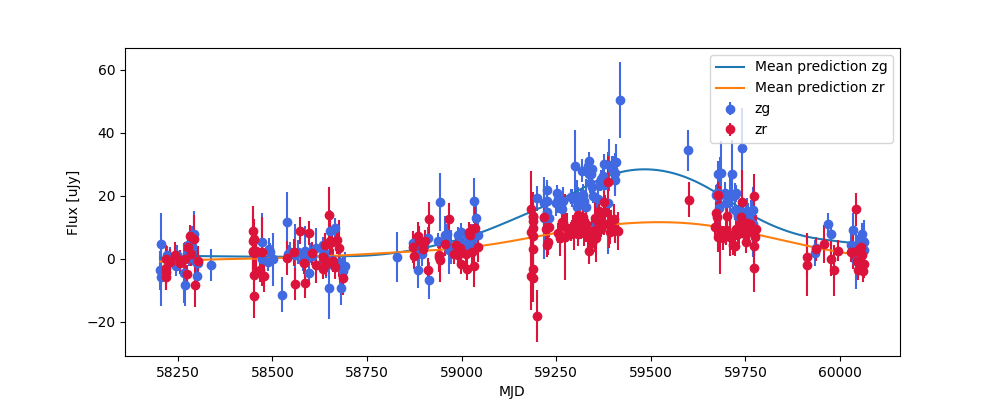 Flux [uJy]
60
40
20
0
−20
58250 58500 58750 59000 59250 59500 59750 60000
MJD
Mean prediction zg
Mean prediction zr
zg
zr